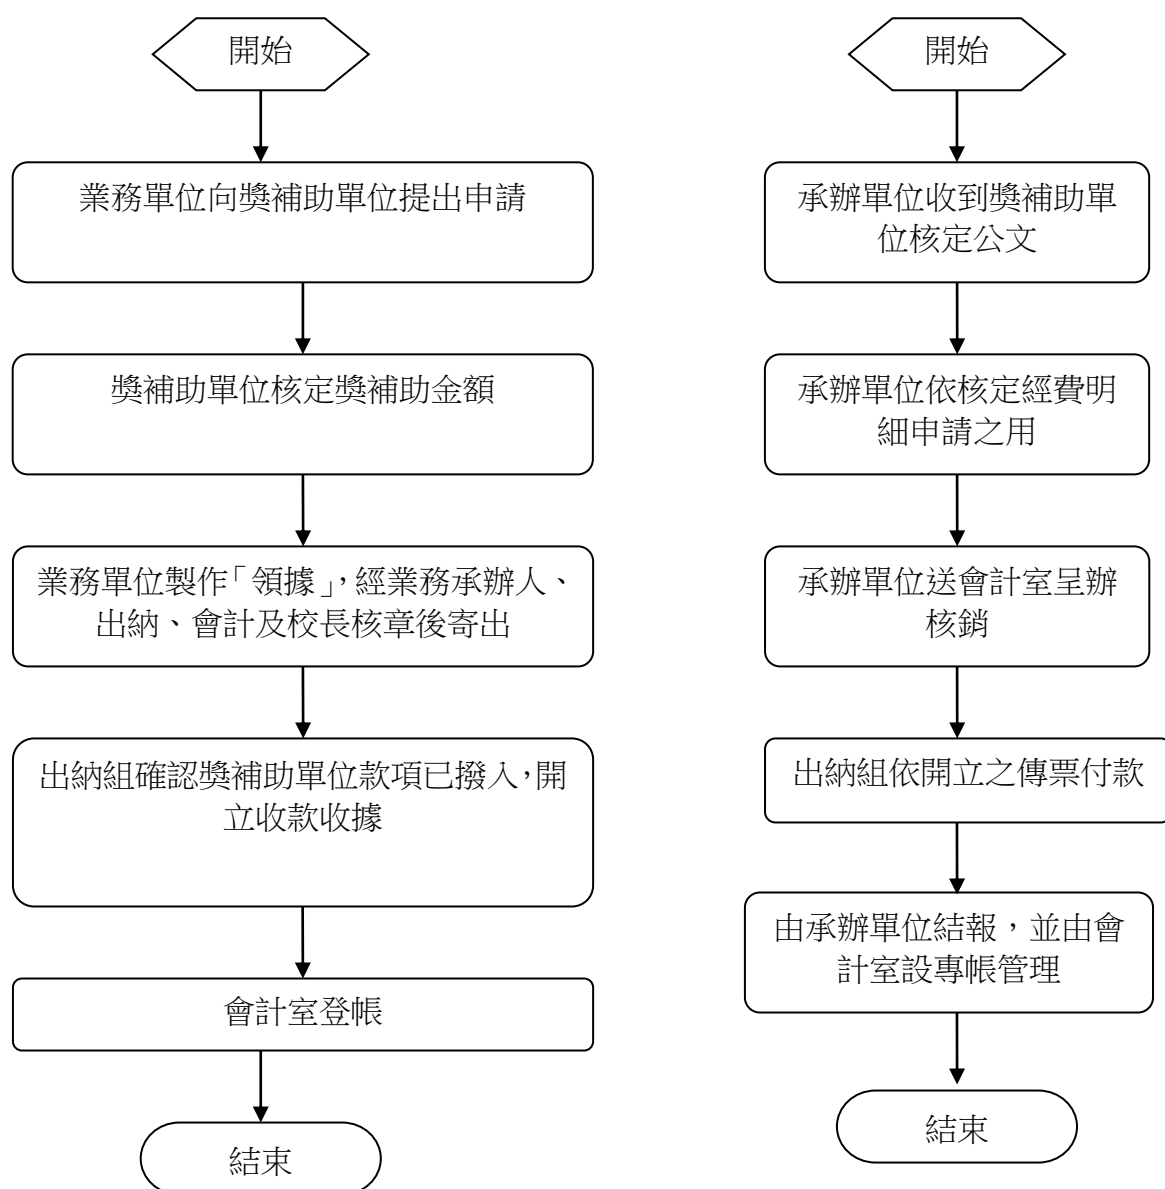 開始
業務單位向獎補助單位提出申請
獎補助單位核定獎補助金額
業務單位製作「領據」,經業務承辦人、
出納、會計及校長核章後寄出
出納組確認獎補助單位款項已撥入,開
立收款收據
會計室登帳
結束
開始
承辦單位收到獎補助單
位核定公文
承辦單位依核定經費明
細申請之用
承辦單位送會計室呈辦
核銷
出納組依開立之傳票付款
由承辦單位結報，並由會
計室設專帳管理
結束